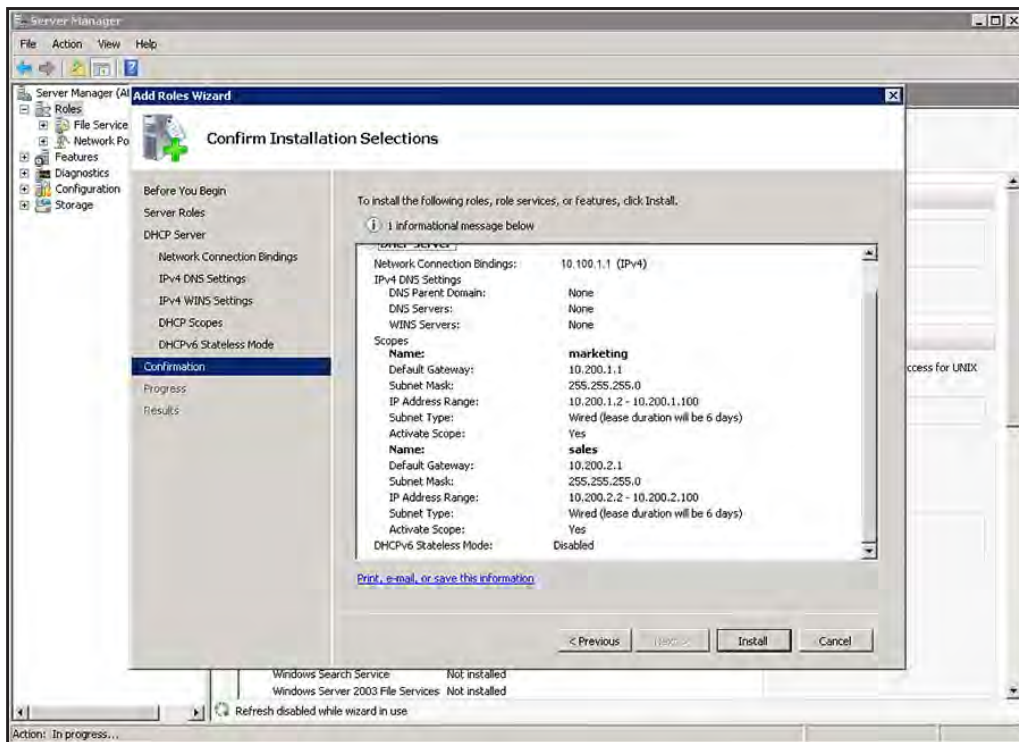 Server Manager
File Action View Help
Server Manager (Al
Roles
File Service
Network Po
Features
Diagnostics
Configuration
Storage
Add Roles Wizard
Confirm Installation Selections
Before You Begin
Server Roles
DHCP Server
Network Connection Bindings
IPv4 DNS Settings
IPv4 WINS Settings
DHCP Scopes
DHCPv6 Stateless Mode
Confirmation
Progress
Results
To install the following roles, role services, or features, click Install.
1 informational message below
DHCP Server
Network Connection Bindings: 10.100.1.1 (IPv4)
IPv4 DNS Settings
DNS Parent Domain: None
DNS Servers: None
WINS Servers: None
Scopes
Name: marketing
Default Gateway: 10.200.1.1
Subnet Mask: 255.255.255.0
IP Address Range: 10.200.1.2 - 10.200.1.100
Subnet Type: Wired (lease duration will be 6 days)
Activate Scope: Yes
Name: sales
Default Gateway: 10.200.2.1
Subnet Mask: 255.255.255.0
IP Address Range: 10.200.2.2 - 10.200.2.100
Subnet Type: Wired (lease duration will be 6 days)
Activate Scope: Yes
DHCPv6 Stateless Mode: Disabled
Print, e-mail, or save this information
< Previous Next > Install Cancel
ccess for UNIX
Windows Search Service Not installed
Windows Server 2003 File Services Not installed
Refresh disabled while wizard in use
Action: In progress...